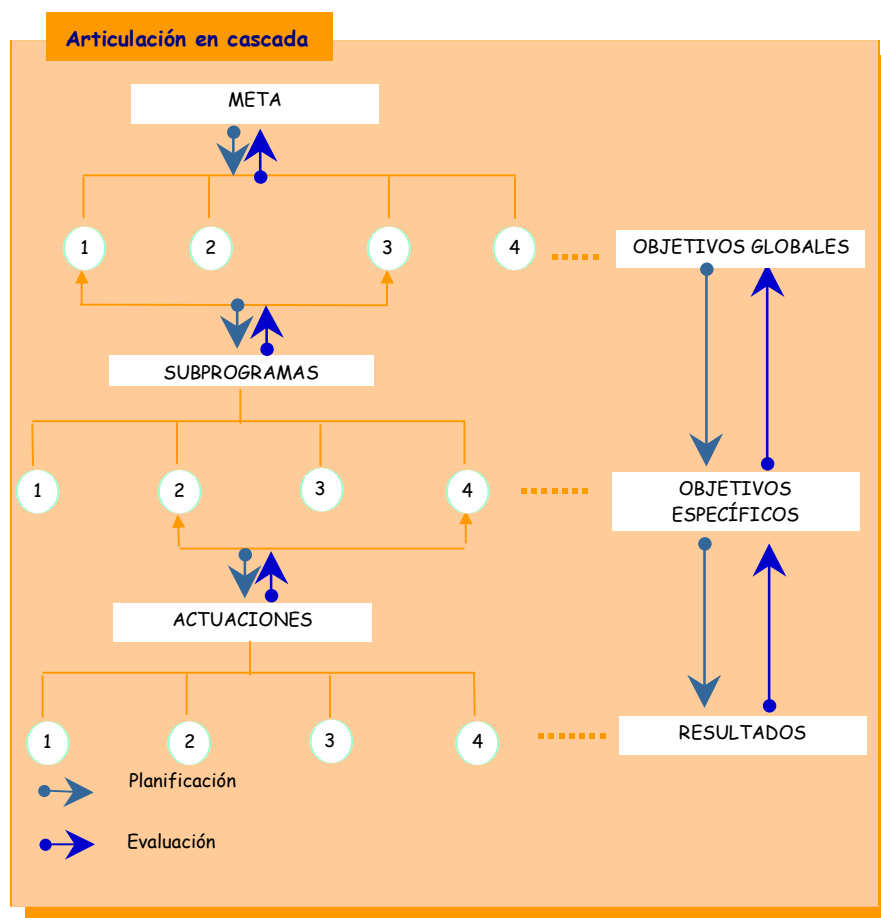 Articulación en cascada
META
1 2 3 4 OBJETIVOS GLOBALES
SUBPROGRAMAS
1 2 3 4 OBJETIVOS
ESPECÍFICOS
ACTUACIONES
1 2 3 4 RESULTADOS
Planificación
Evaluación